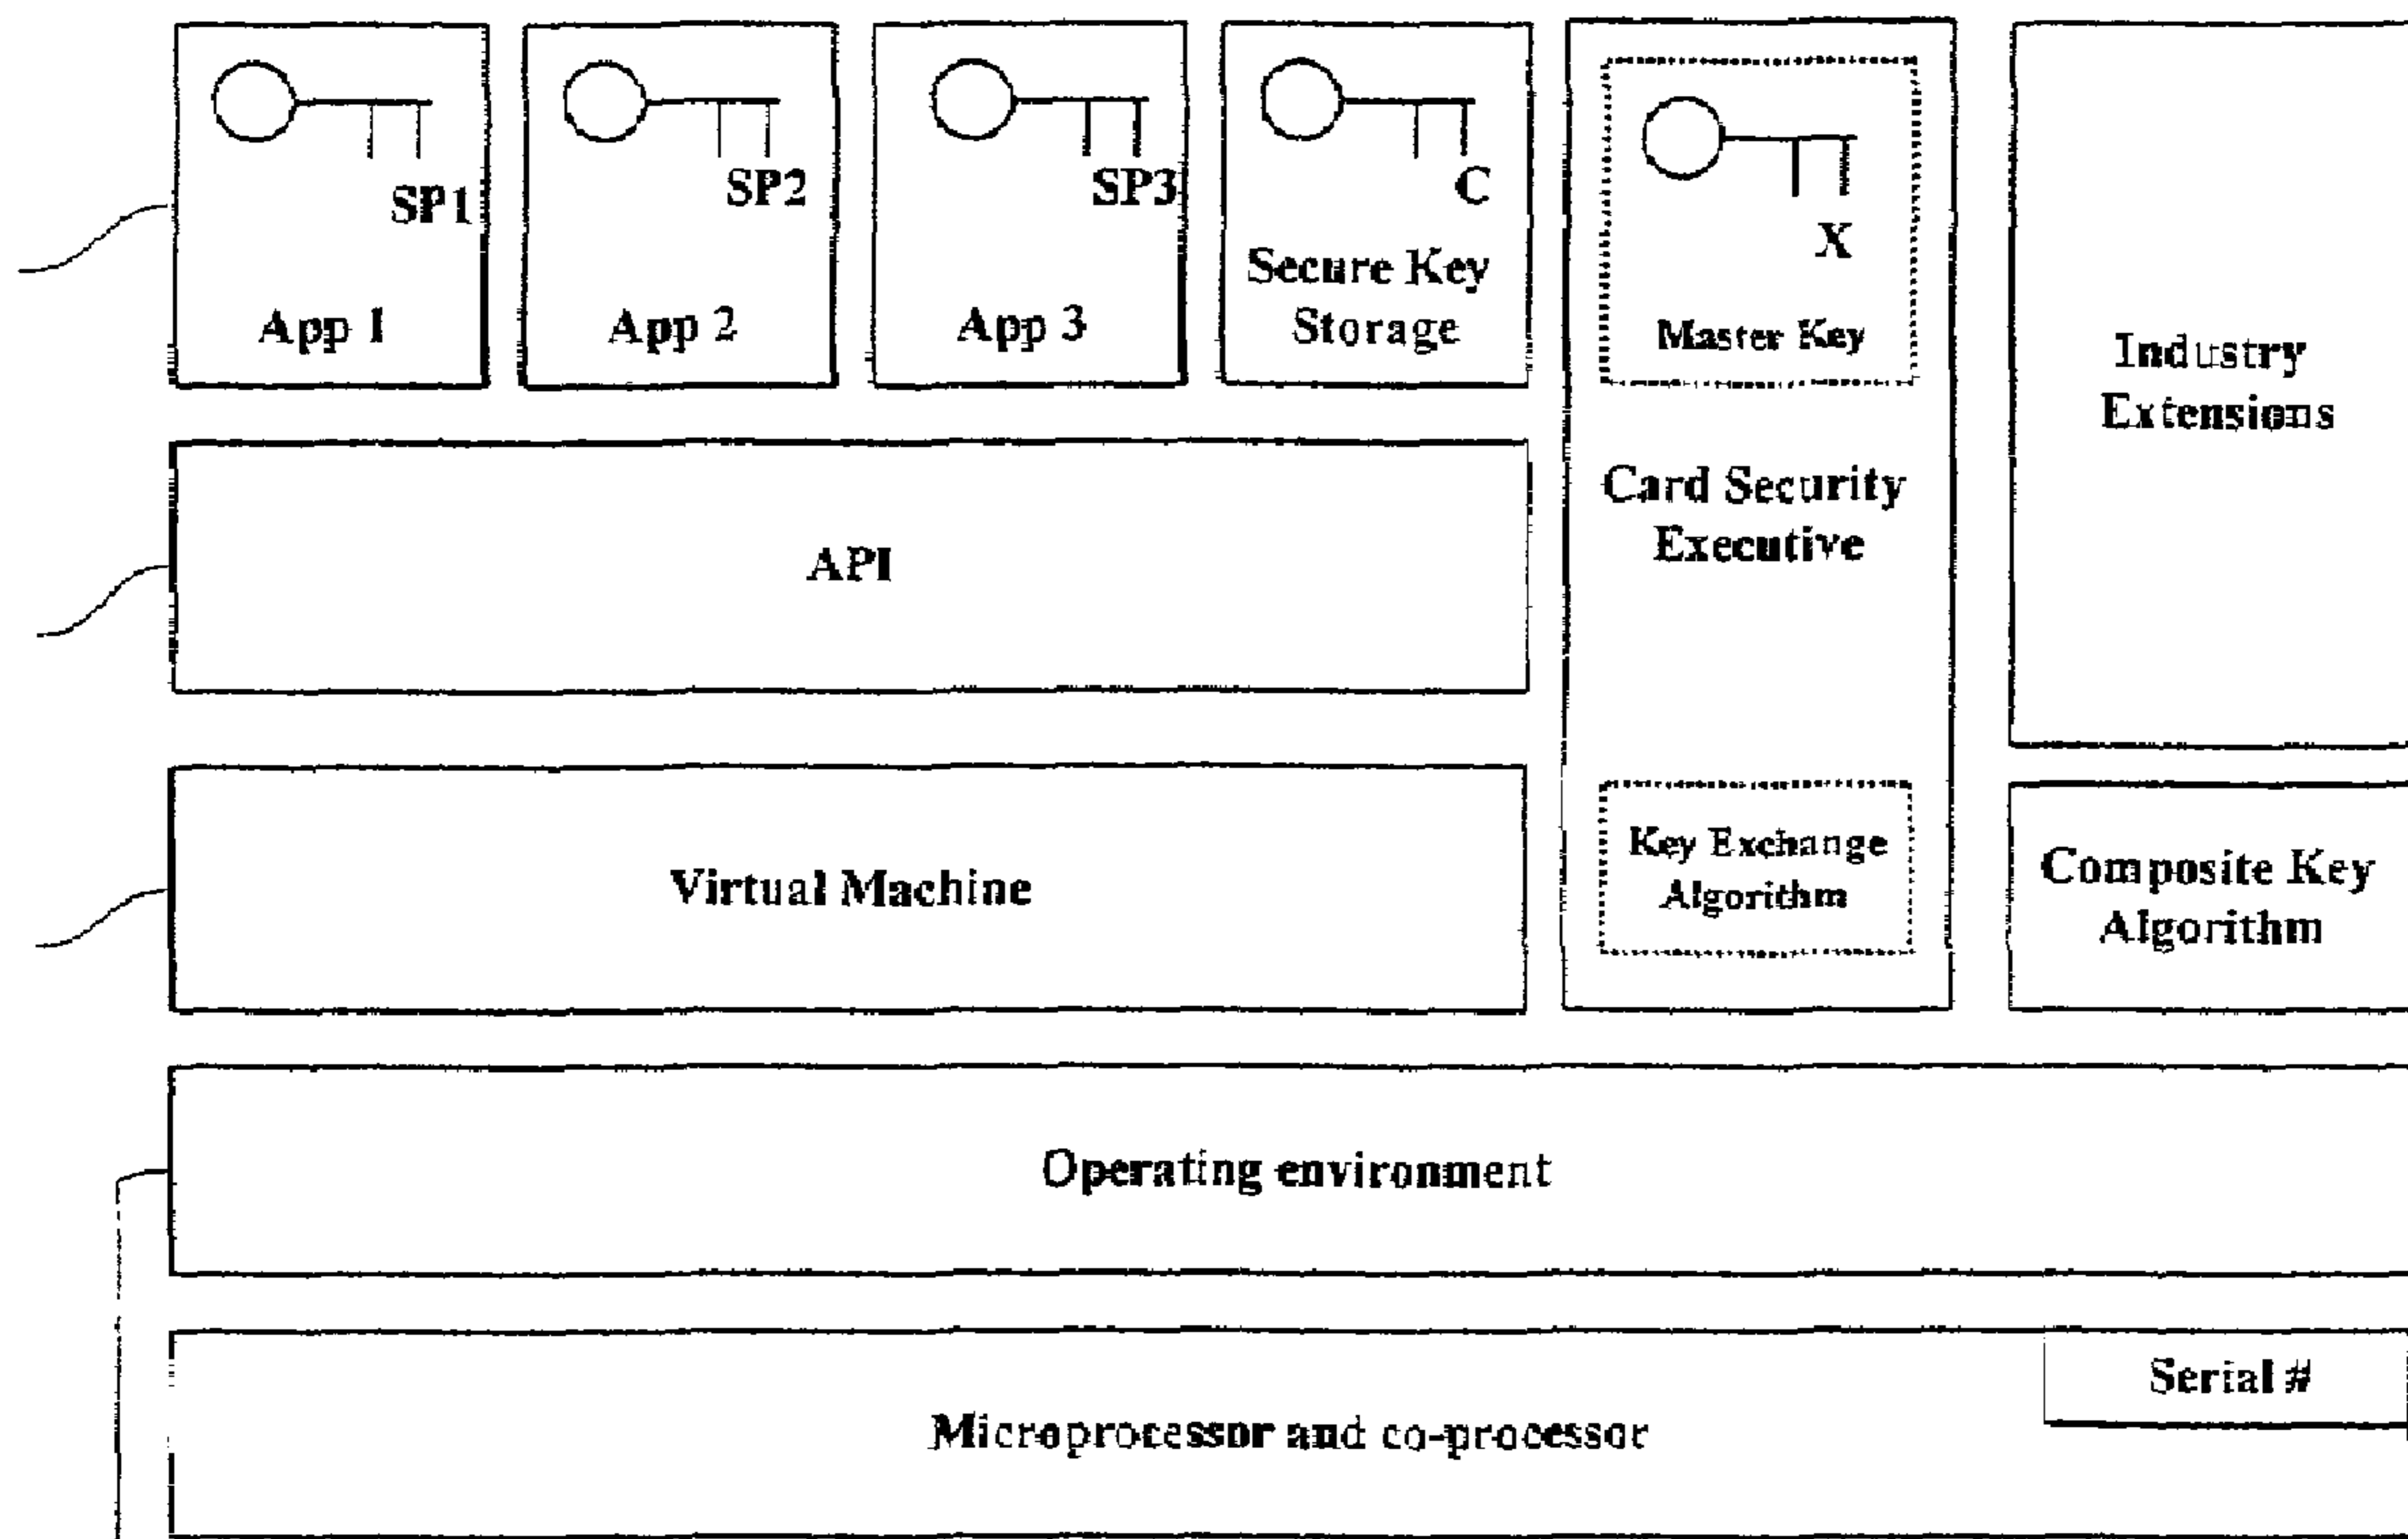 SP1
App 1
SP2
App 2
SP3
App 3
C
Secure Key
Storage
X
Master Key
Card Security
Executive
Key Exchange
Algorithm
Industry
Extensions
Composite Key
Algorithm
API
Virtual Machine
Operating environment
Serial #
Microprocessor and co-processor